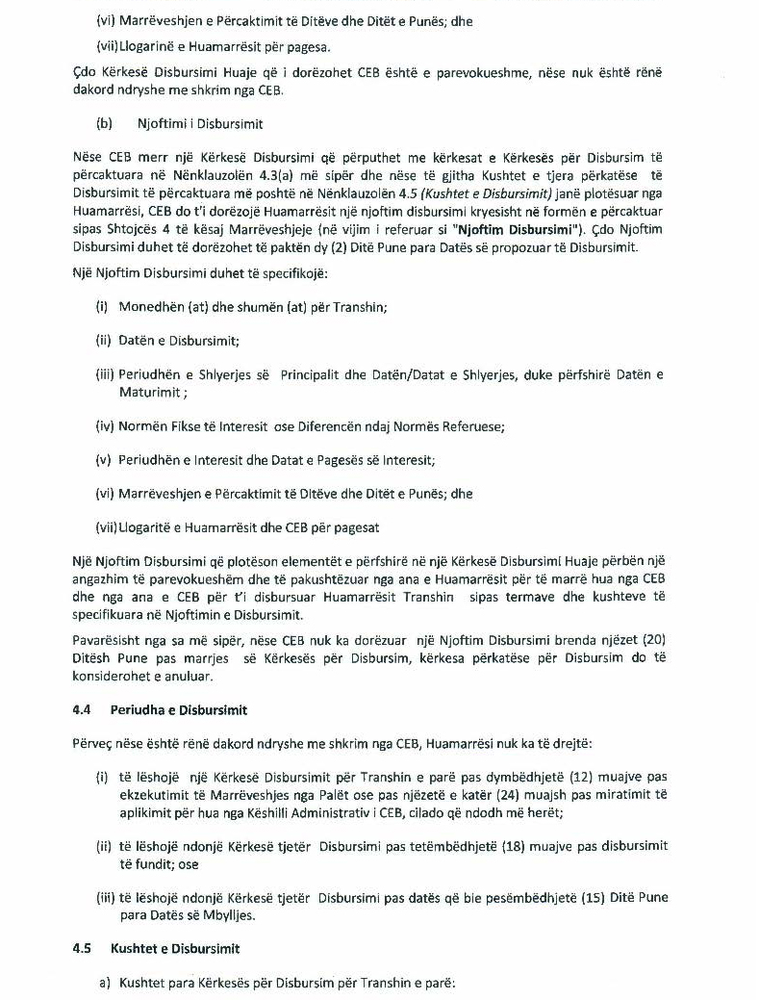 (vi) Marrëveshjen e Përcaktimit të Ditëve dhe Ditët e Punës; dhe
(vii) Llogarinë e Huamarrësit për pagesa.
Çdo Kërkesë Disbursimi Huaje që i dorëzohet CEB është e parevokueshme, nëse nuk është rënë
dakord ndryshe me shkrim nga CEB.
(b) Njoftimi i Disbursimit
Nëse CEB merr një Kërkesë Disbursimi që përputhet me kërkesat e Kërkesës për Disbursim të
përcaktuara në Nënklauzolën 4.3(a) më sipër dhe nëse të gjitha Kushtet e tjera përkatëse të
Disbursimit të përcaktuara më poshtë në Nënklauzolën 4.5 (Kushtet e Disbursimit) janë plotësuar nga
Huamarrësi, CEB do t'i dorëzojë Huamarrësit një njoftim disbursimi kryesisht në formën e përcaktuar
sipas Shtojcës 4 të kësaj Marrëveshjeje (në vijim i referuar si "Njoftim Disbursimi"). Çdo Njoftim
Disbursimi duhet të dorëzohet të paktën dy (2) Ditë Pune para Datës së propozuar të Disbursimit.
Një Njoftim Disbursimi duhet të specifikojë:
(i) Monedhën (at) dhe shumën (at) për Transhin;
(ii) Datën e Disbursimit;
(iii) Periudhën e Shlyerjes së Principalit dhe Datën/Datat e Shlyerjes, duke përfshirë Datën e
Maturimit ;
(iv) Normën Fikse të Interesit ose Diferencën ndaj Normës Referuese;
(v) Periudhën e Interesit dhe Datat e Pagesës së Interesit;
(vi) Marrëveshjen e Përcaktimit të Ditëve dhe Ditët e Punës; dhe
(vii) Llogaritë e Huamarrësit dhe CEB për pagesat
Një Njoftim Disbursimi që plotëson elementët e përfshirë në një Kërkesë Disbursimi Huaje përbën një
angazhim të parevokueshëm dhe të pakushtëzuar nga ana e Huamarrësit për të marrë hua nga CEB
dhe nga ana e CEB për t'i disbursuar Huamarrësit Transhin sipas termave dhe kushteve të
specifikuara në Njoftimin e Disbursimit.
Pavarësisht nga sa më sipër, nëse CEB nuk ka dorëzuar një Njoftim Disbursimi brenda njëzet (20)
Ditësh Pune pas marrjes së Kërkesës për Disbursim, kërkesa përkatëse për Disbursim do të
konsiderohet e anuluar.
4.4 Periudha e Disbursimit
Përveç nëse është rënë dakord ndryshe me shkrim nga CEB, Huamarrësi nuk ka të drejtë:
(i) të lëshojë një Kërkesë Disbursimit për Transhin e parë pas dymbëdhjetë (12) muajve pas
ekzekutimit të Marrëveshjes nga Palët ose pas njëzetë e katër (24) muajsh pas miratimit të
aplikimit për hua nga Këshilli Administrativ i CEB, cilado që ndodh më herët;
(ii) të lëshojë ndonjë Kërkesë tjetër Disbursimi pas tetëmbëdhjetë (18) muajve pas disbursimit
të fundit; ose
(iii) të lëshojë ndonjë Kërkesë tjetër Disbursimi pas datës që bie pesëmbëdhjetë (15) Ditë Pune
para Datës së Mbylljes.
4.5 Kushtet e Disbursimit
a) Kushtet para Kërkesës për Disbursim për Transhin e parë: